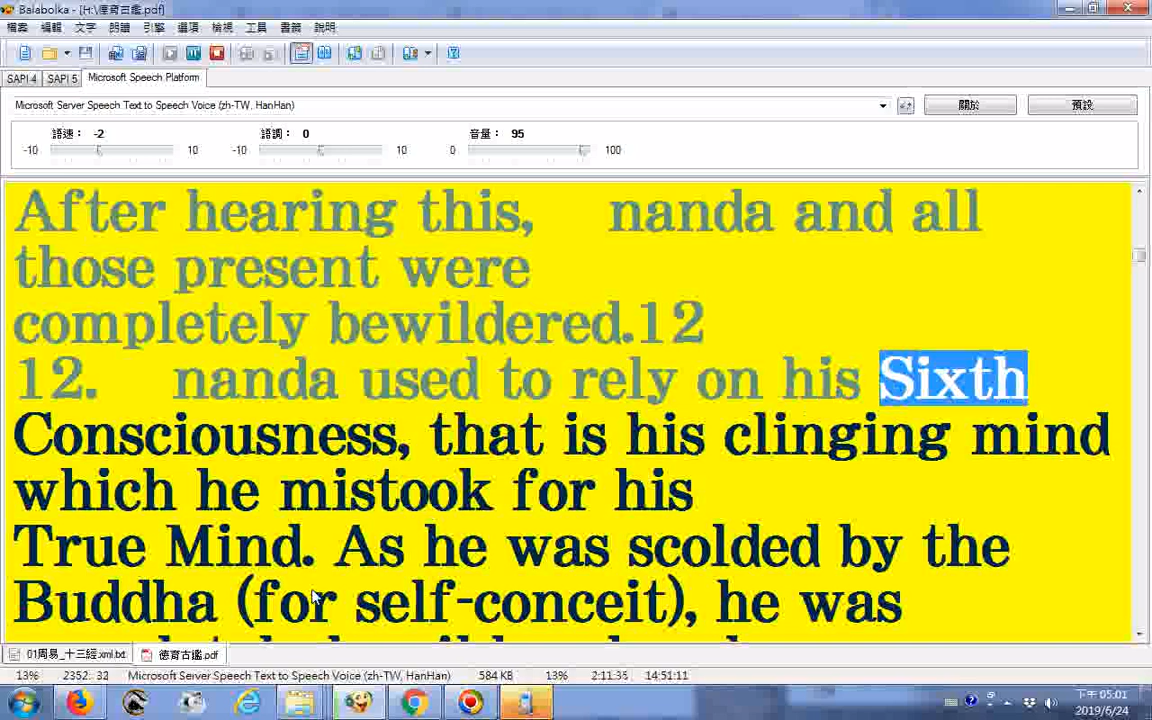 Balabolka - [H:\德育古鑑.pdf]
檔案 編輯 文字 朗讀 引擎 選項 檢視 工具 書籤 說明
SAPI 4 SAPI 5 Microsoft Speech Platform
Microsoft Server Speech Text to Speech Voice (zh-TW, HanHan) 關於 預設
語速： -2 語調： 0 音量： 95
-10 10 -10 10 0 100
After hearing this, nanda and all
those present were
completely bewildered.12
12. nanda used to rely on his Sixth
Consciousness, that is his clinging mind
which he mistook for his
True Mind. As he was scolded by the
Buddha (for self-conceit), he was
01周易_十三經.xml.txt 德育古鑑.pdf
13% 2352: 32 Microsoft Server Speech Text to Speech Voice (zh-TW, HanHan) 584 KB 13% 2:11:35 14:51:11
下午 05:01
2019/6/24